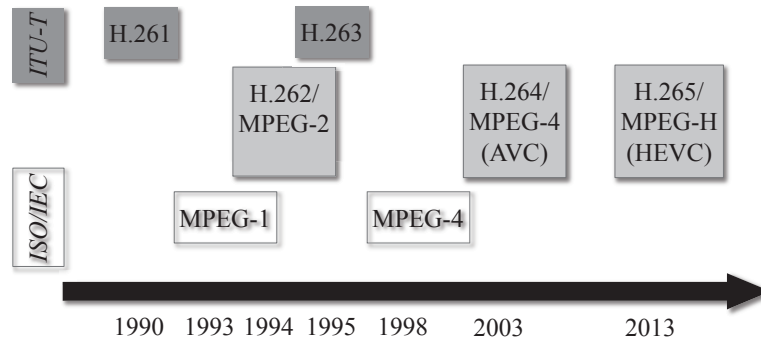 ITU-T
H.261
H.263
H.262/
MPEG-2
H.264/
MPEG-4
(AVC)
H.265/
MPEG-H
(HEVC)
ISO/IEC
MPEG-1
MPEG-4
1990 1993 1994 1995 1998 2003 2013